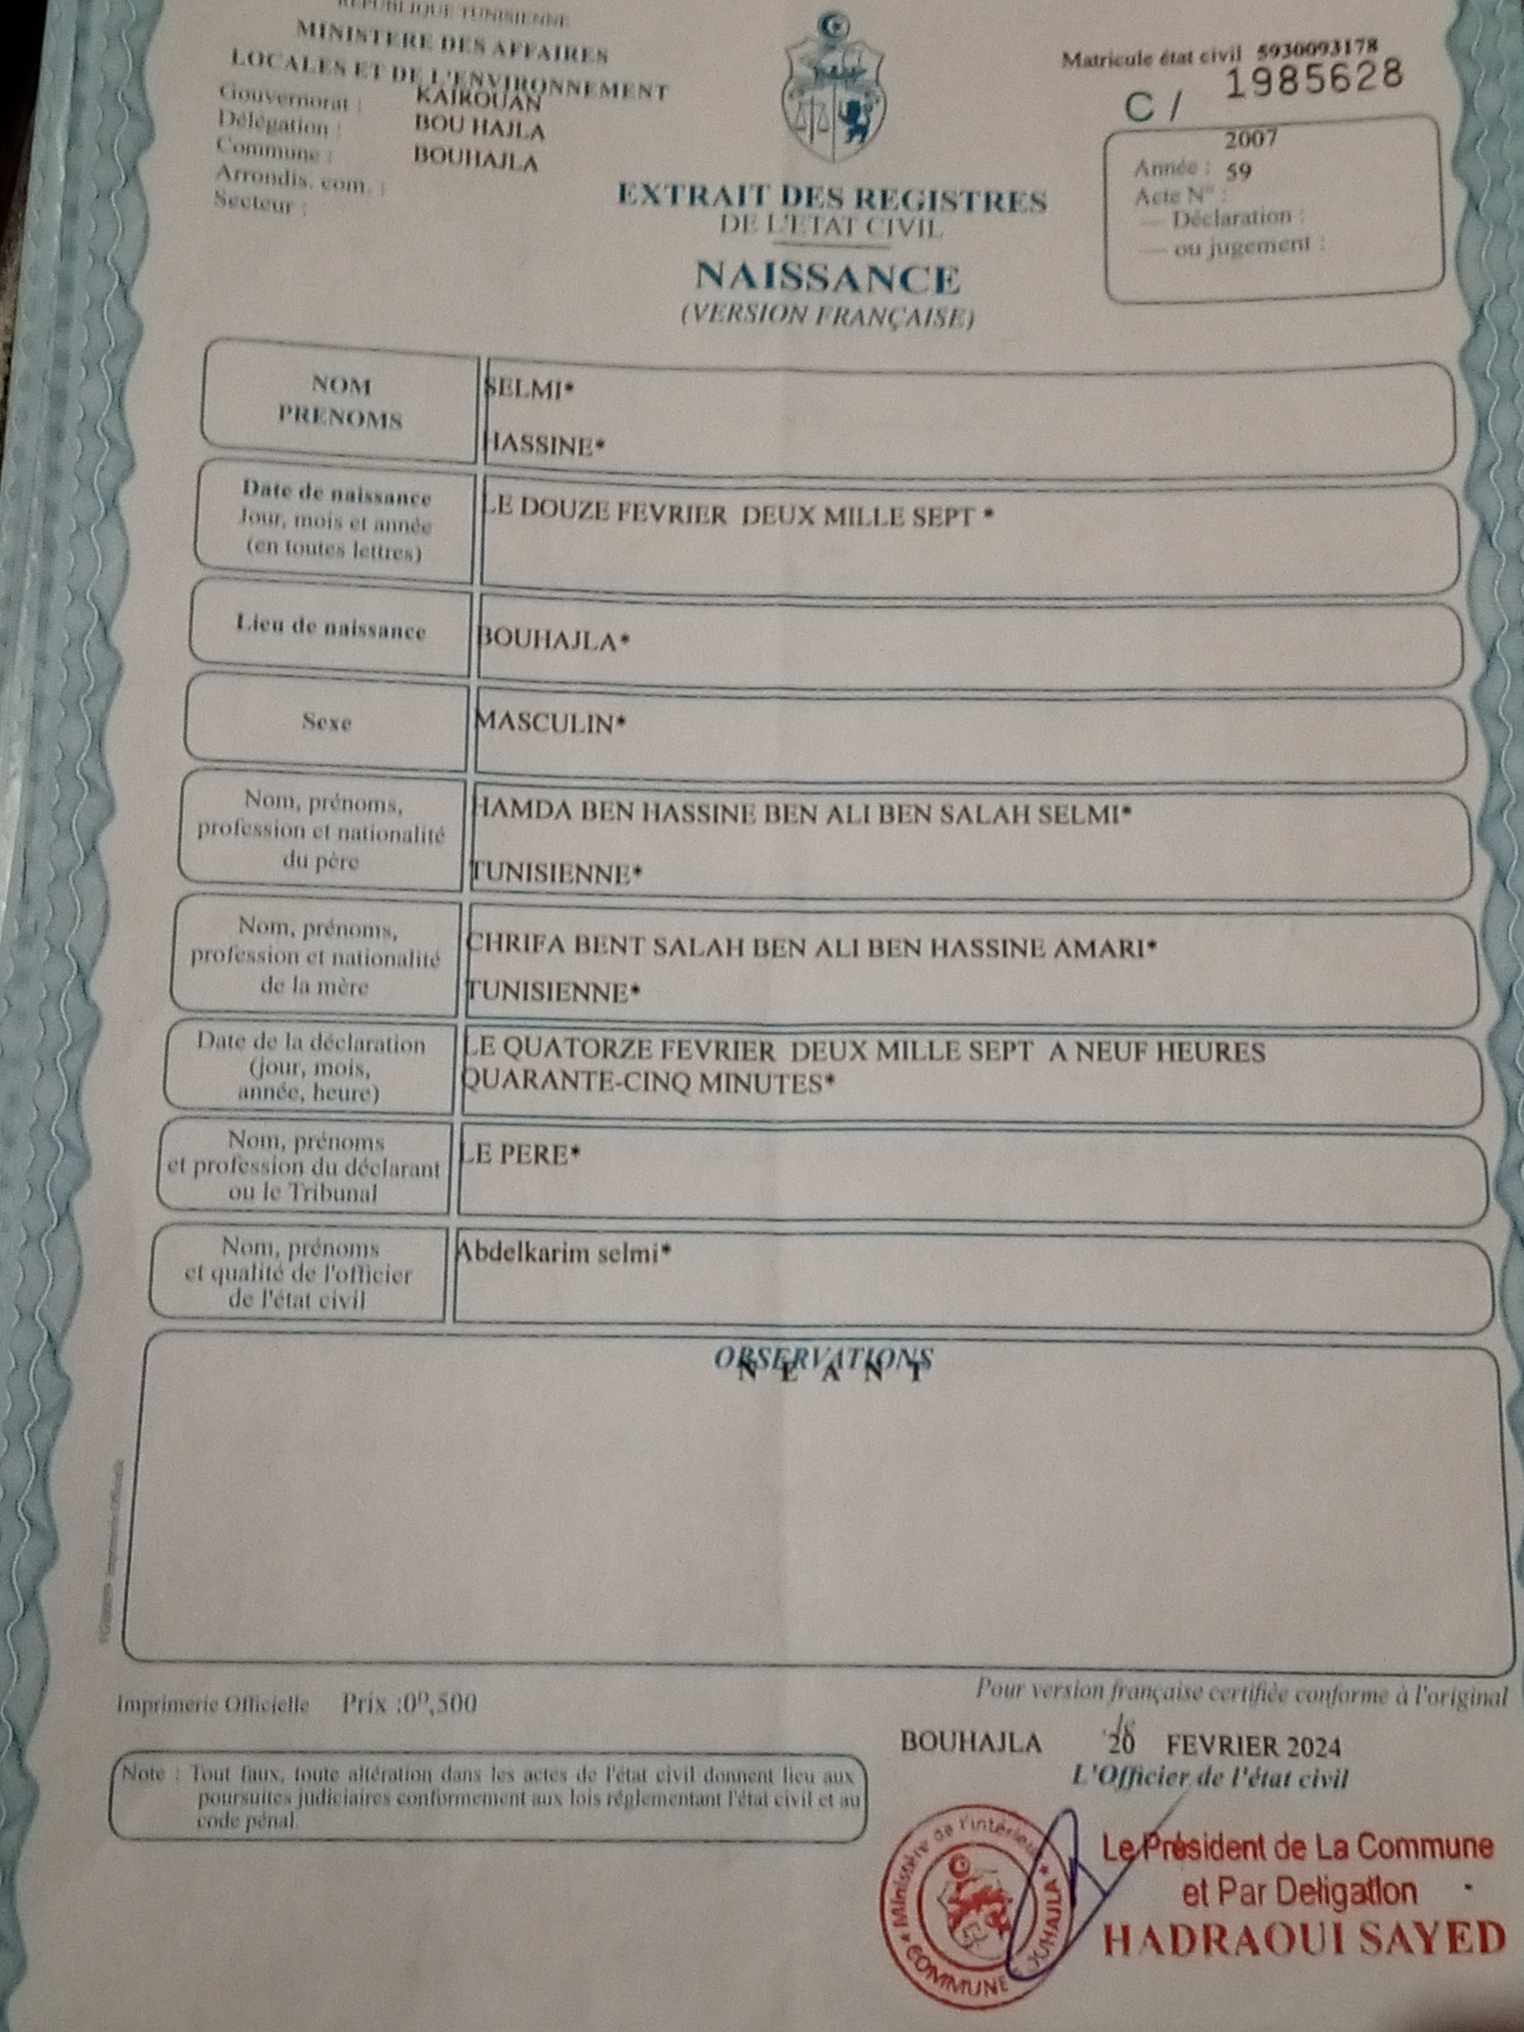 REPUBLIQUE TUNISIENNE
MINISTERE DES AFFAIRES
LOCALES ET DE L'ENVIRONNEMENT
Gouvernorat : KAIROUAN
Délégation : BOU HAJLA
Commune : BOUHAJLA
Arrondis. com. :
Secteur :
Matricule état civil 5930093178
C / 1985628
2007
Année : 59
Acte N° :
— Déclaration :
— ou jugement :
EXTRAIT DES REGISTRES
DE L'ETAT CIVIL
NAISSANCE
(VERSION FRANÇAISE)
NOM
PRENOMS
SELMI*
HASSINE*
Date de naissance
Jour, mois et année
(en toutes lettres)
LE DOUZE FEVRIER DEUX MILLE SEPT *
Lieu de naissance
BOUHAJLA*
Sexe
MASCULIN*
Nom, prénoms,
profession et nationalité
du père
HAMDA BEN HASSINE BEN ALI BEN SALAH SELMI*
TUNISIENNE*
Nom, prénoms,
profession et nationalité
de la mère
CHRIFA BENT SALAH BEN ALI BEN HASSINE AMARI*
TUNISIENNE*
Date de la déclaration
(jour, mois,
année, heure)
LE QUATORZE FEVRIER DEUX MILLE SEPT A NEUF HEURES
QUARANTE-CINQ MINUTES*
Nom, prénoms
et profession du déclarant
ou le Tribunal
LE PERE*
Nom, prénoms
et qualité de l'officier
de l'état civil
Abdelkarim selmi*
OBSERVATIONS
N E A N T
Imprimerie Officielle Prix :0ᴰ,500
Pour version française certifiée conforme à l'original
BOUHAJLA FEVRIER 2024
L'Officier de l'état civil
Note : Tout faux, toute altération dans les actes de l'état civil donnent lieu aux
poursuites judiciaires conformement aux lois réglementant l'état civil et au
code pénal.
Ministère de l'intérieur
COMMUNE
Le Président de La Commune
et Par Deligation
HADRAOUI SAYED